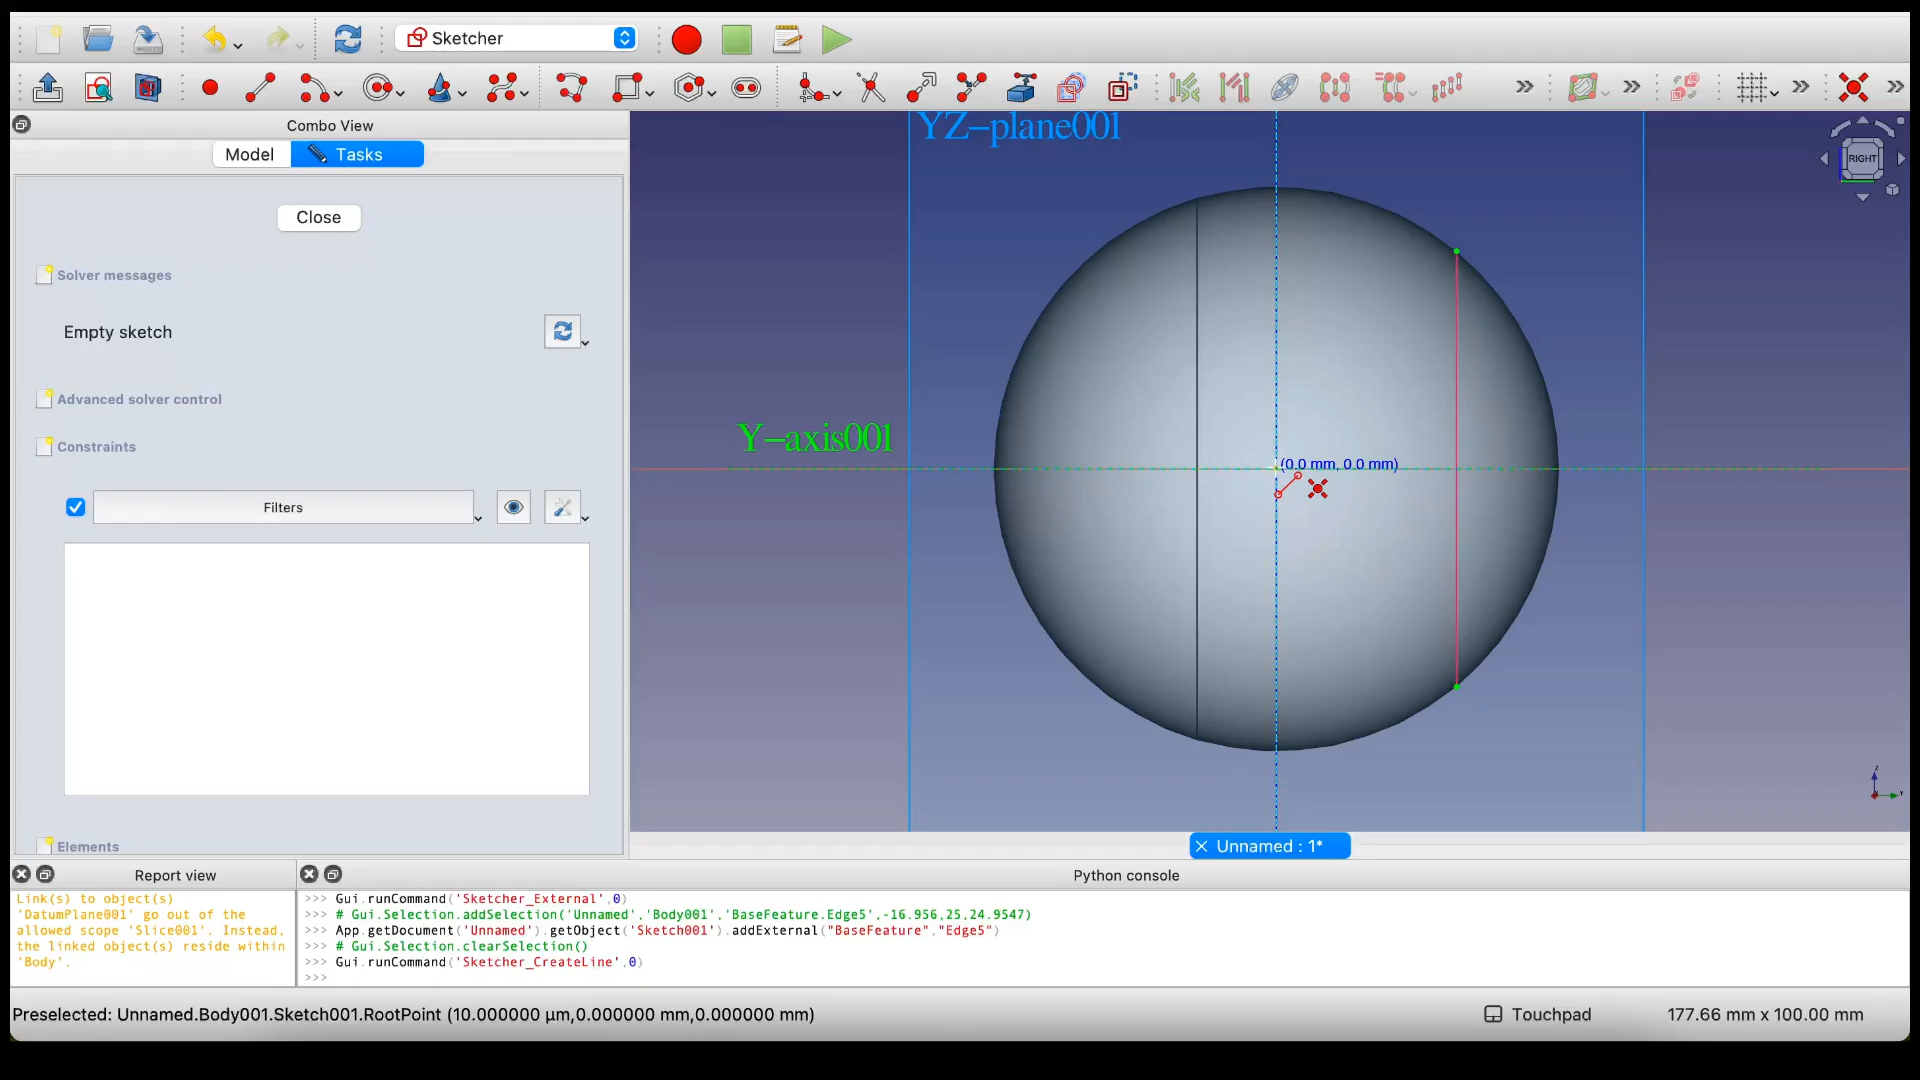 Sketcher
Combo View
Model
Tasks
Close
Solver messages
Empty sketch
Advanced solver control
Constraints
Filters
Elements
YZ-plane001
Y-axis001
(0.0 mm, 0.0 mm)
RIGHT
Z
Y
Unnamed : 1*
Report view
Link(s) to object(s)
'DatumPlane001' go out of the
allowed scope 'Slice001'. Instead,
the linked object(s) reside within
'Body'.
Python console
>>> Gui.runCommand('Sketcher_External',0)
>>> # Gui.Selection.addSelection('Unnamed','Body001','BaseFeature.Edge5',-16.956,25,24.9547)
>>> App.getDocument('Unnamed').getObject('Sketch001').addExternal("BaseFeature","Edge5")
>>> # Gui.Selection.clearSelection()
>>> Gui.runCommand('Sketcher_CreateLine',0)
>>>
Preselected: Unnamed.Body001.Sketch001.RootPoint (10.000000 µm,0.000000 mm,0.000000 mm)
Touchpad
177.66 mm x 100.00 mm